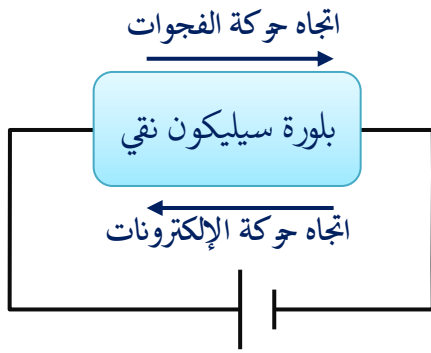 اتجاه حركة الفجوات
بلورة سيليكون نقي
اتجاه حركة الإلكترونات